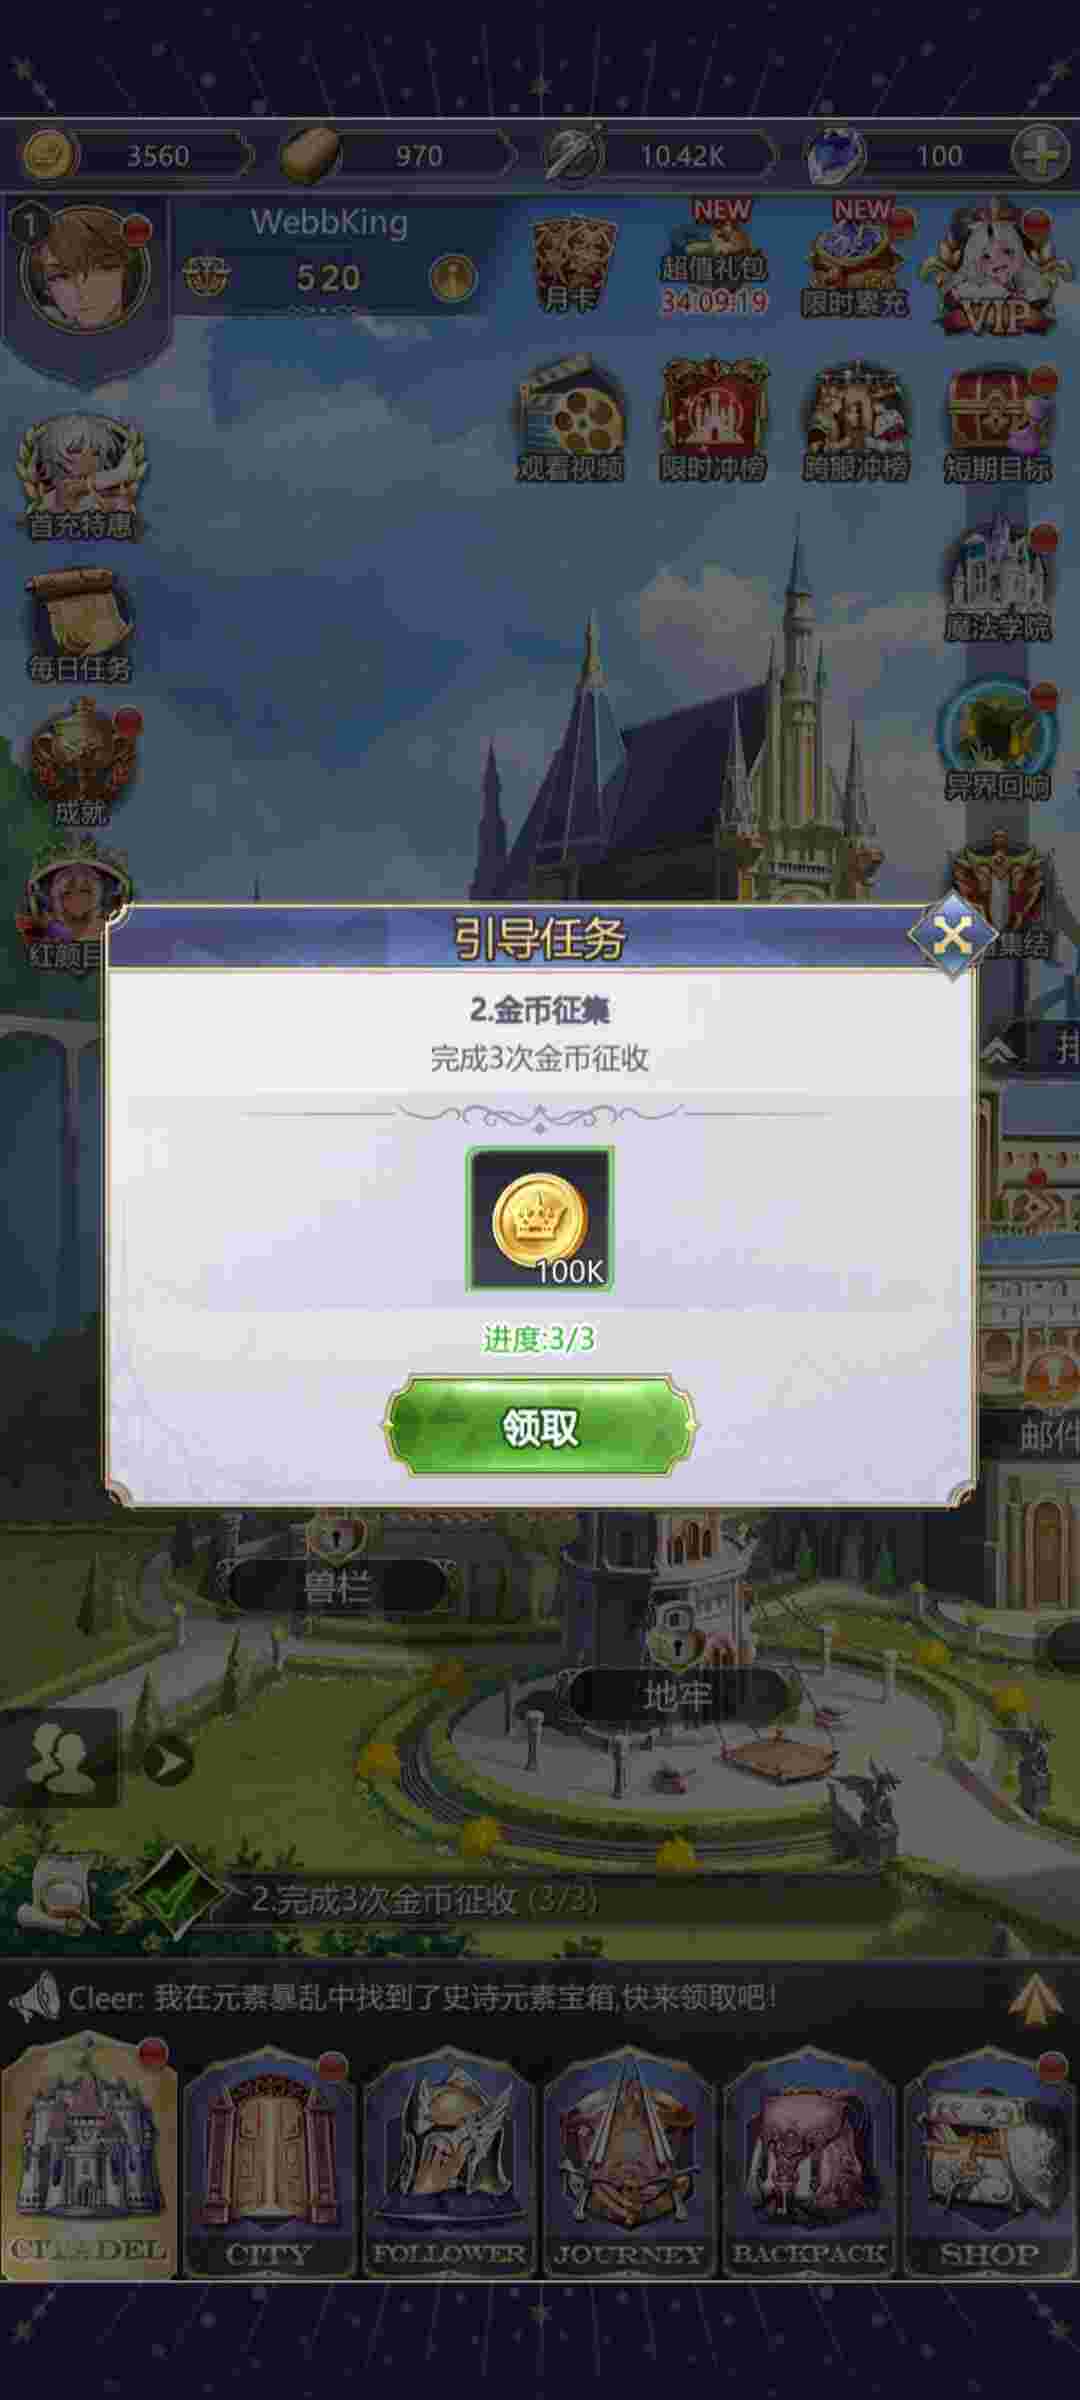 3560
970
10.42K
100
1
WebbKing
520
月卡
NEW
超值礼包
34:09:19
NEW
限时累充
VIP
观看视频
限时冲榜
跨服冲榜
短期目标
首充特惠
每日任务
魔法学院
成就
异界回响
红颜目
集结
引导任务
2.金币征集
完成3次金币征收
100K
进度:3/3
领取
邮件
兽栏
地牢
2.完成3次金币征收 (3/3)
Cleer: 我在元素暴乱中找到了史诗元素宝箱,快来领取吧!
CITADEL
CITY
FOLLOWER
JOURNEY
BACKPACK
SHOP